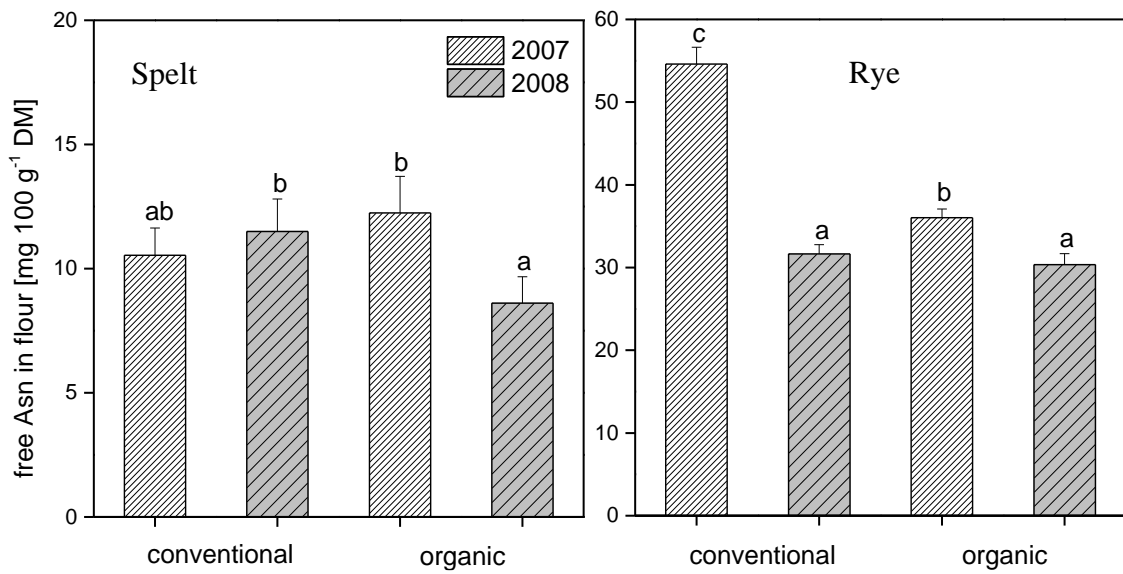 free Asn in flour [mg 100 g⁻¹ DM]
20
15
10
5
0
Spelt
2007
2008
ab
b
b
a
conventional
organic
60
50
40
30
20
10
0
Rye
c
a
b
a
conventional
organic